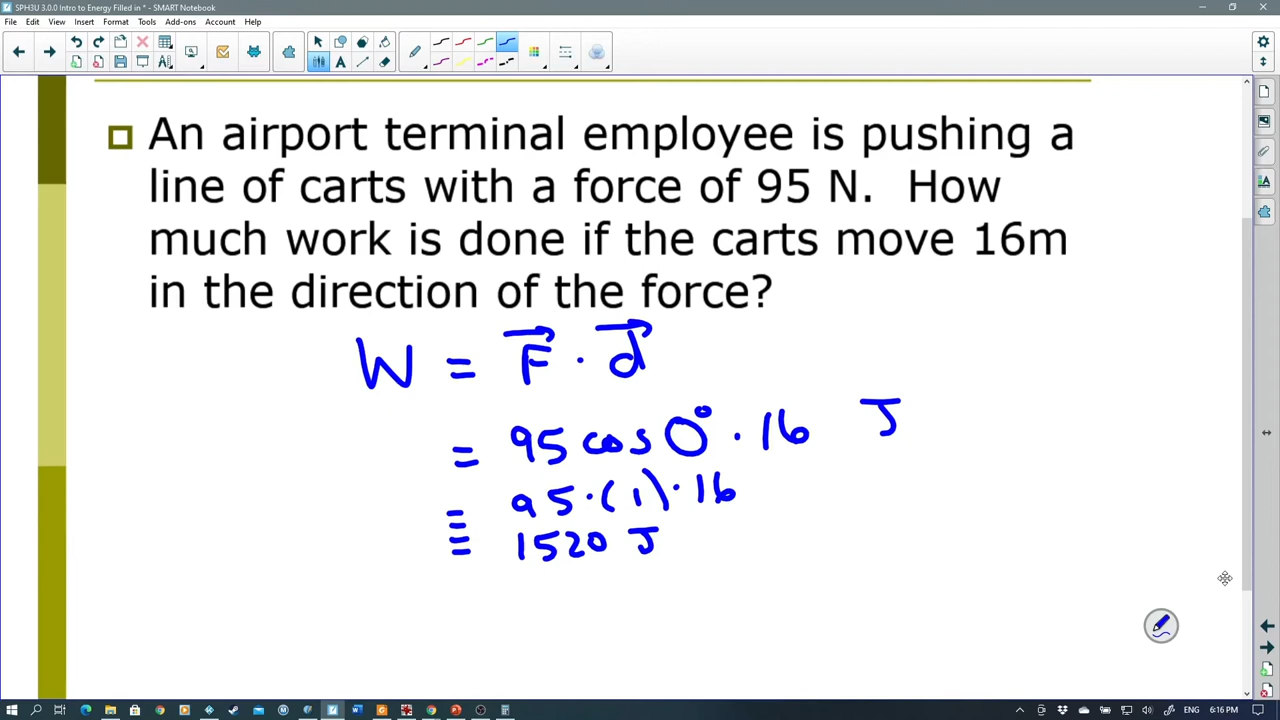 SPH3U 3.0.0 Intro to Energy Filled in * - SMART Notebook
File Edit View Insert Format Tools Add-ons Account Help
An airport terminal employee is pushing a
line of carts with a force of 95 N. How
much work is done if the carts move 16m
in the direction of the force?
W = F · d
= 95 cos 0° · 16 J
= 95 · (1) · 16
= 1520 J
ENG 6:16 PM